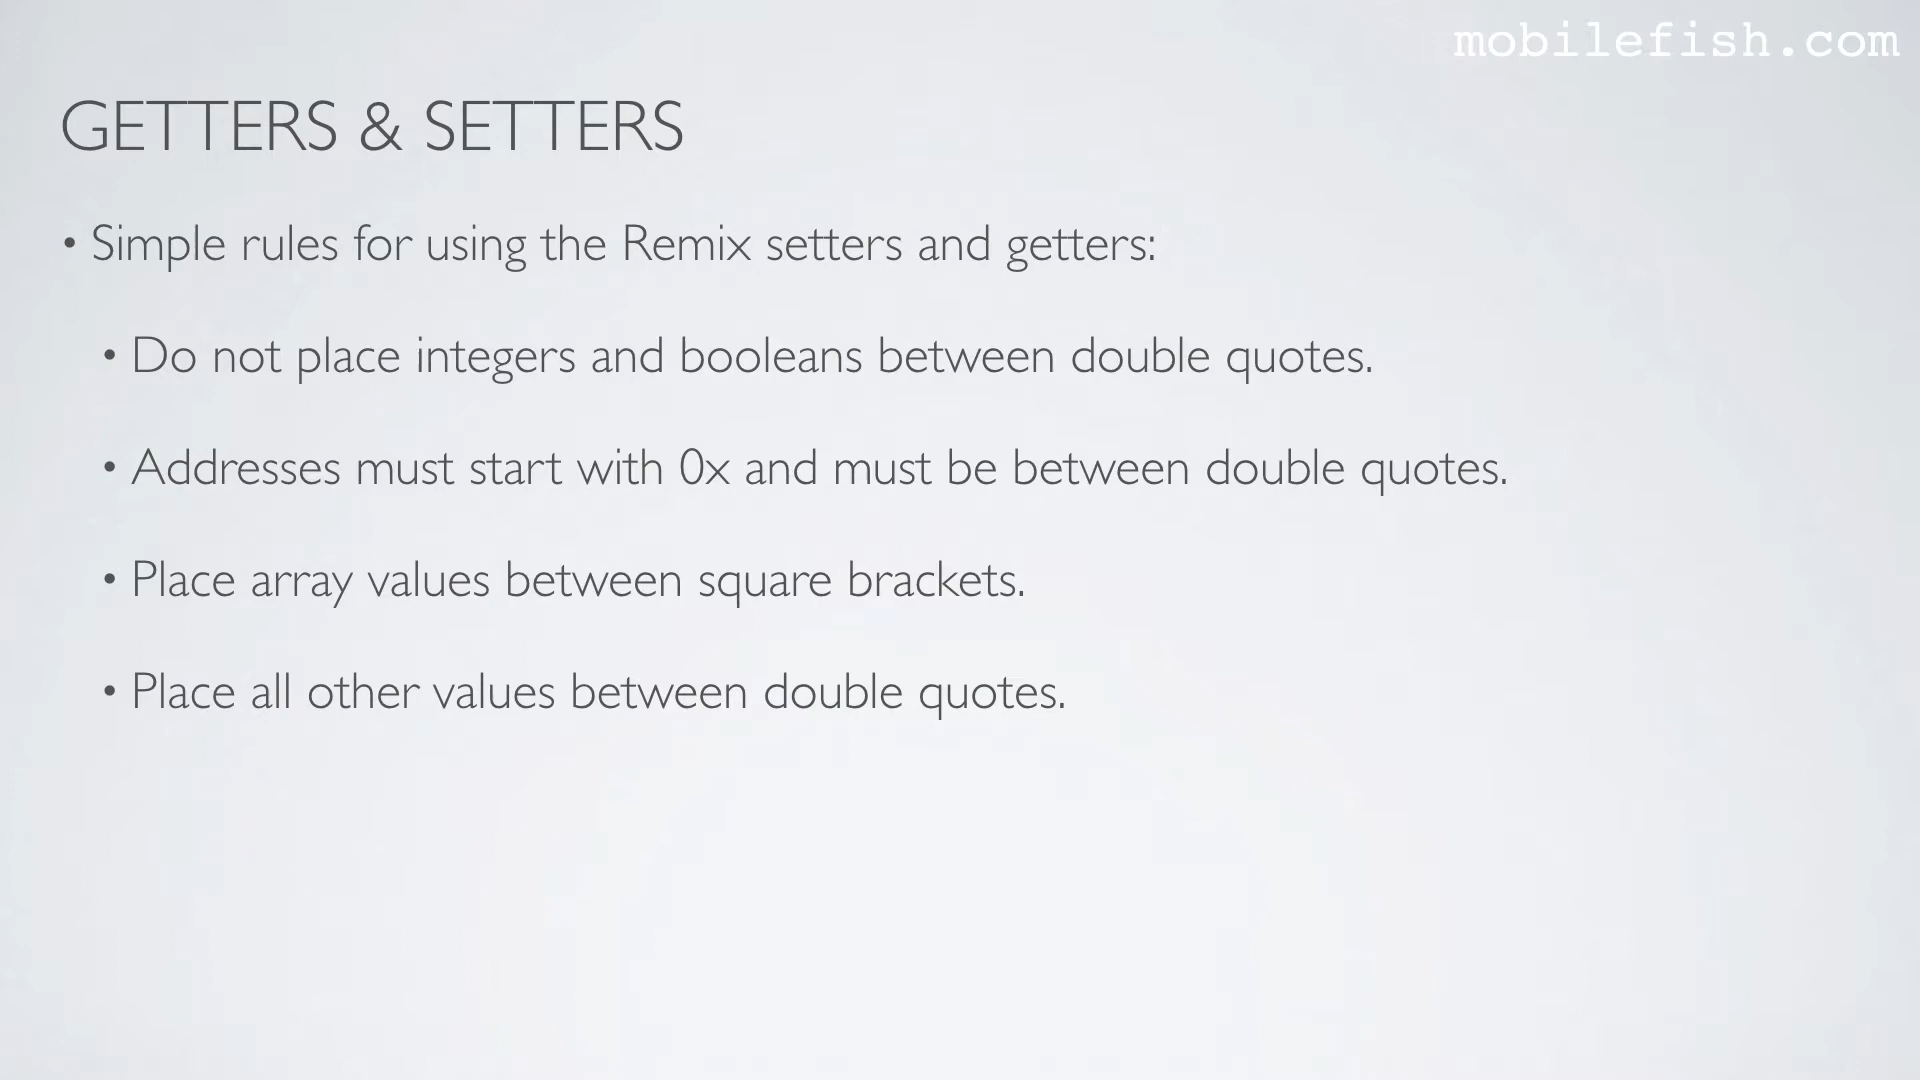 mobilefish.com
GETTERS & SETTERS
• Simple rules for using the Remix setters and getters:
• Do not place integers and booleans between double quotes.
• Addresses must start with 0x and must be between double quotes.
• Place array values between square brackets.
• Place all other values between double quotes.